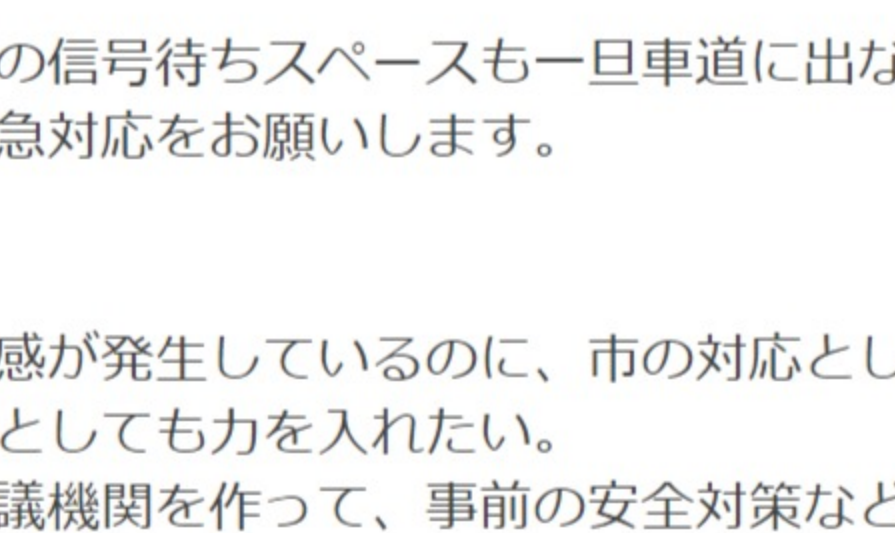 の信号待ちスペースも一旦車道に出な
急対応をお願いします。
感が発生しているのに、市の対応とし
としても力を入れたい。
議機関を作って、事前の安全対策など